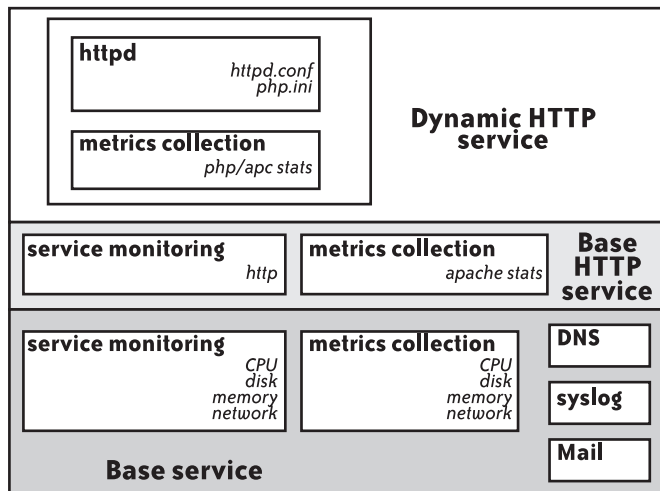 httpd
httpd.conf
php.ini
metrics collection
php/apc stats
Dynamic HTTP
service
service monitoring
http
metrics collection
apache stats
Base
HTTP
service
service monitoring
CPU
disk
memory
network
metrics collection
CPU
disk
memory
network
DNS
syslog
Mail
Base service